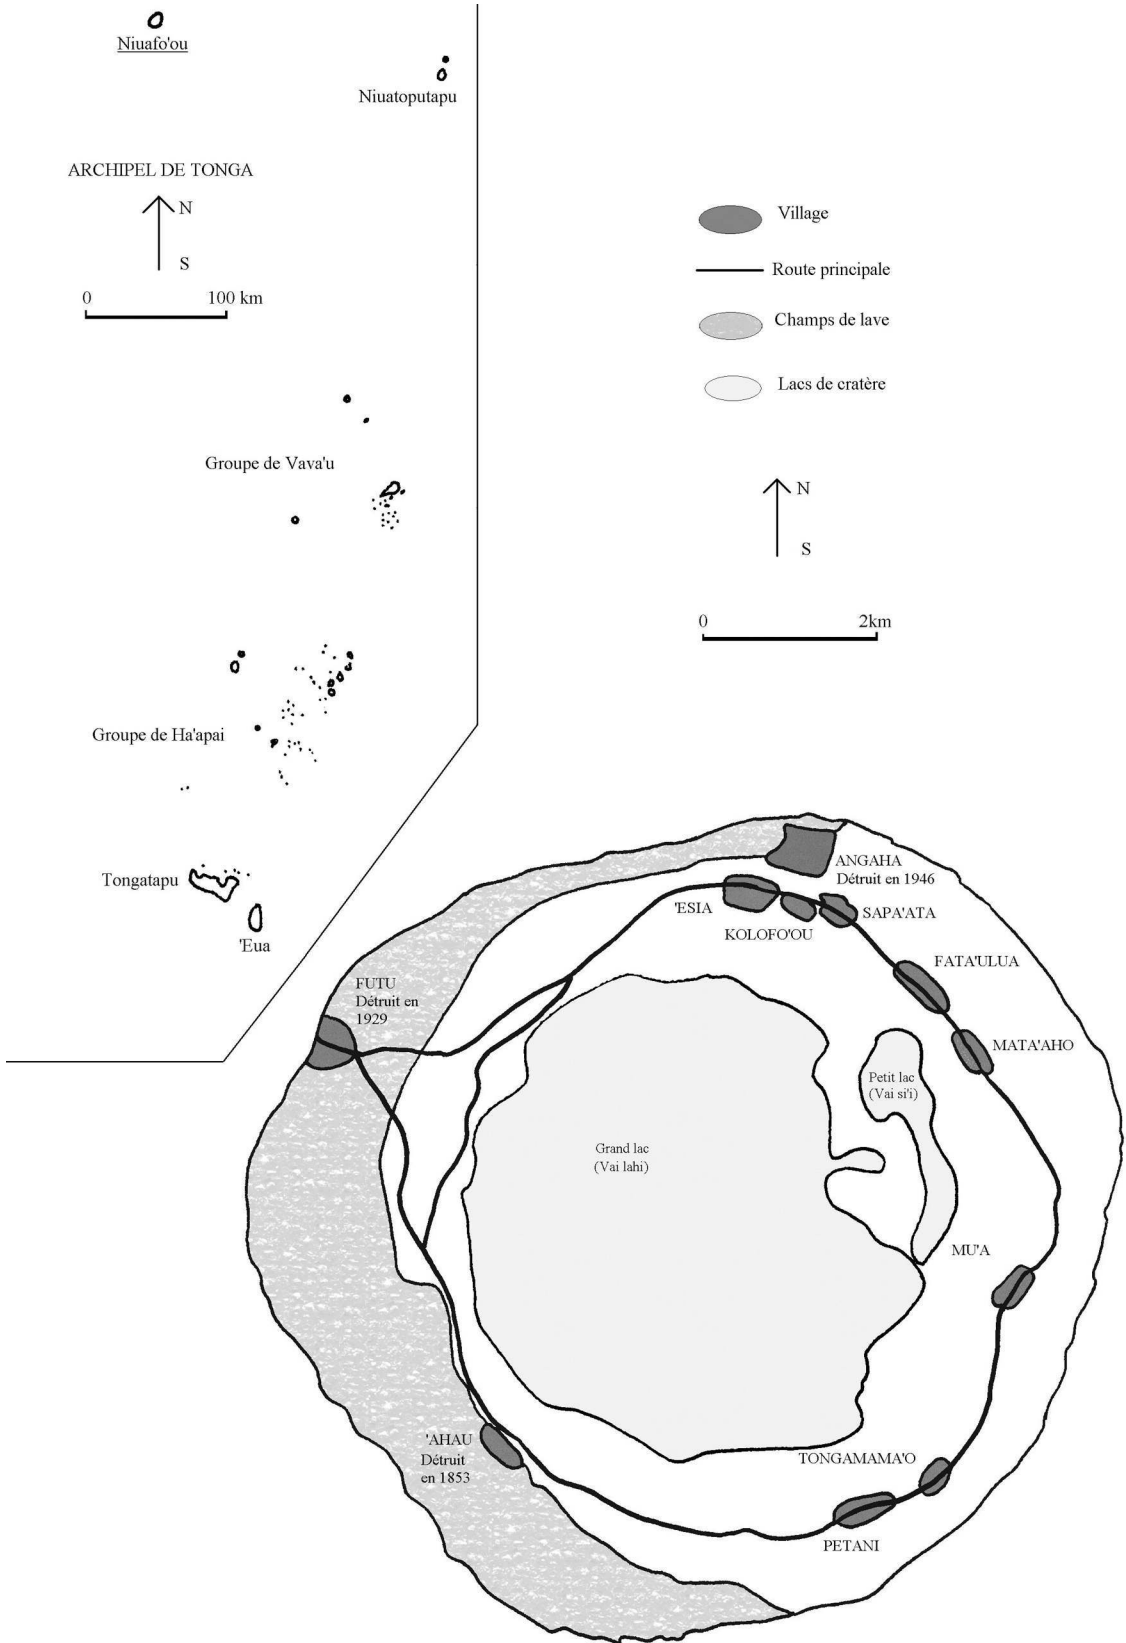 Niuafo'ou
Niuatoputapu
ARCHIPEL DE TONGA
N
S
0 100 km
Groupe de Vava'u
Groupe de Ha'apai
Tongatapu
'Eua
Village
Route principale
Champs de lave
Lacs de cratère
N
S
0 2km
ANGAHA
Détruit en 1946
'ESIA
KOLOFO'OU
SAPA'ATA
FATA'ULUA
MATA'AHO
FUTU
Détruit en
1929
Petit lac
(Vai si'i)
Grand lac
(Vai lahi)
MU'A
'AHAU
Détruit
en 1853
TONGAMAMA'O
PETANI